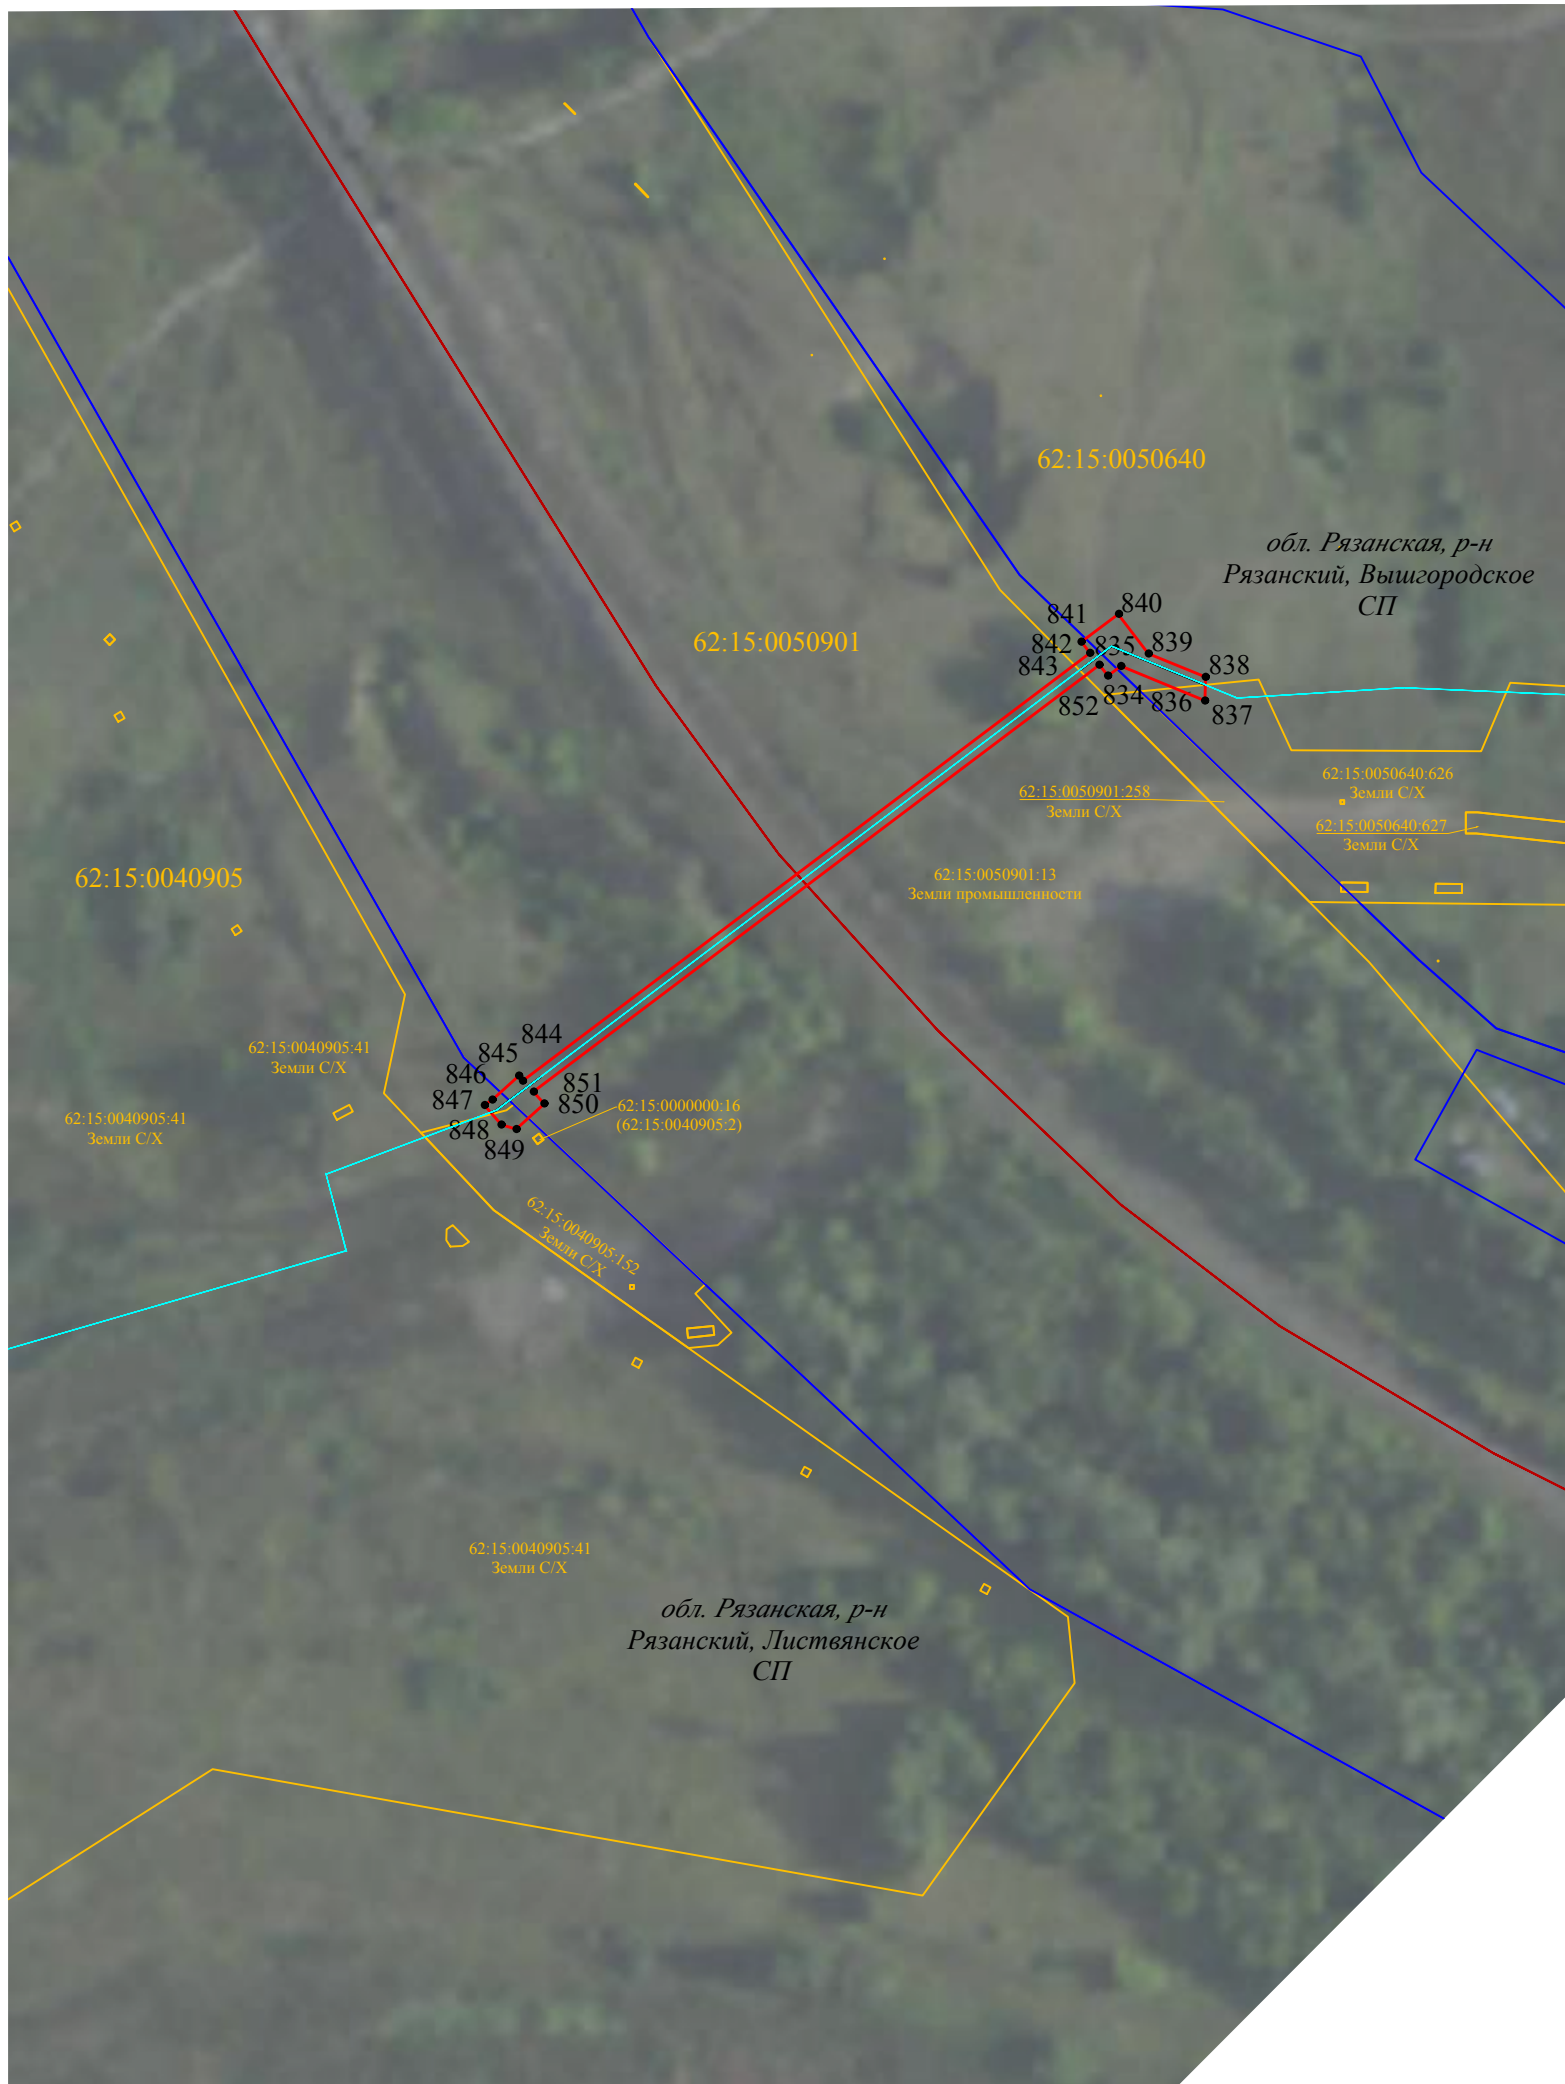 62:15:0050640
обл. Рязанская, р-н
Рязанский, Вышгородское
СП
840
841
842
835
839
843
838
834
852
836
837
62:15:0050901
62:15:0050640:626
Земли С/Х
62:15:0050901:258
Земли С/Х
62:15:0050640:627
Земли С/Х
62:15:0040905
62:15:0050901:13
Земли промышленности
844
845
846
851
847
850
848
849
62:15:0040905:41
Земли С/Х
62:15:0000000:16
(62:15:0040905:2)
62:15:0040905:41
Земли С/Х
62:15:0040905:152
Земли С/Х
62:15:0040905:41
Земли С/Х
обл. Рязанская, р-н
Рязанский, Листвянское
СП